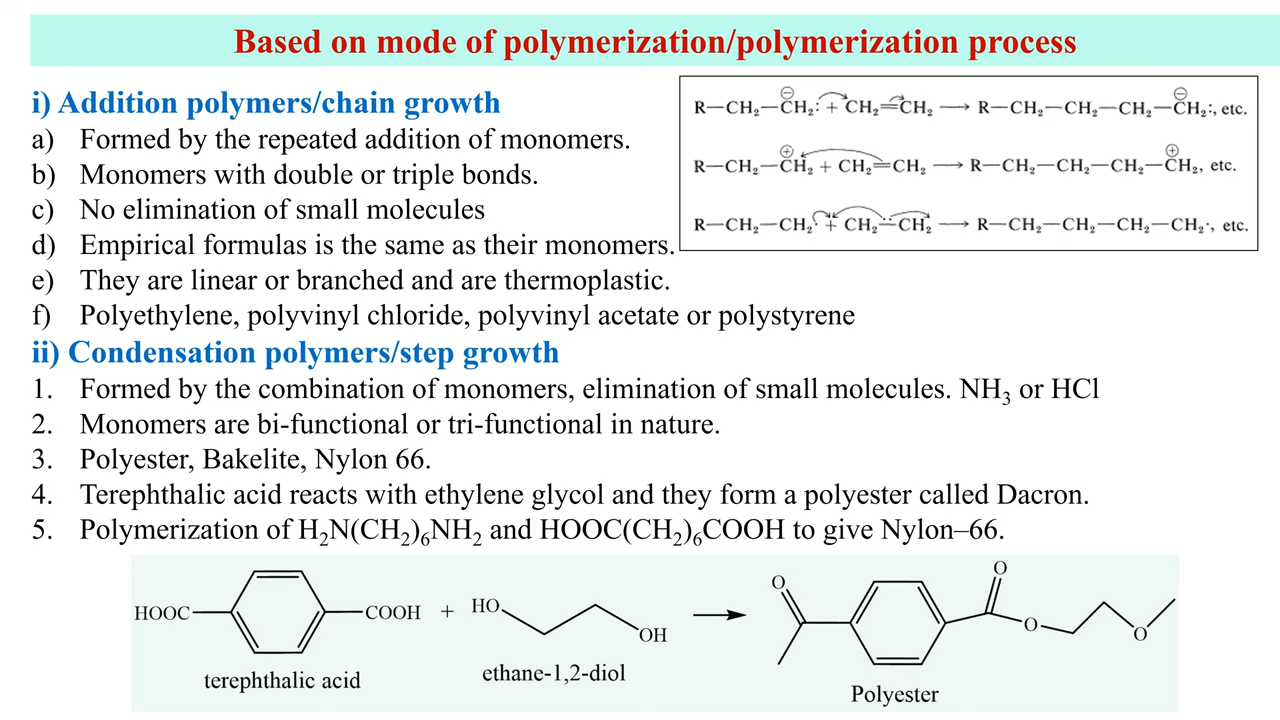 Based on mode of polymerization/polymerization process
i) Addition polymers/chain growth
a) Formed by the repeated addition of monomers.
b) Monomers with double or triple bonds.
c) No elimination of small molecules
d) Empirical formulas is the same as their monomers.
e) They are linear or branched and are thermoplastic.
f) Polyethylene, polyvinyl chloride, polyvinyl acetate or polystyrene
R—CH₂—CH₂: + CH₂=CH₂ ⟶ R—CH₂—CH₂—CH₂—CH₂:, etc.
R—CH₂—CH₂ + CH₂=CH₂ ⟶ R—CH₂—CH₂—CH₂—CH₂, etc.
R—CH₂—CH₂· + CH₂=CH₂ ⟶ R—CH₂—CH₂—CH₂—CH₂·, etc.
ii) Condensation polymers/step growth
1. Formed by the combination of monomers, elimination of small molecules. NH₃ or HCl
2. Monomers are bi-functional or tri-functional in nature.
3. Polyester, Bakelite, Nylon 66.
4. Terephthalic acid reacts with ethylene glycol and they form a polyester called Dacron.
5. Polymerization of H₂N(CH₂)₆NH₂ and HOOC(CH₂)₆COOH to give Nylon–66.
HOOC COOH + HO OH O O O O
terephthalic acid ethane-1,2-diol Polyester